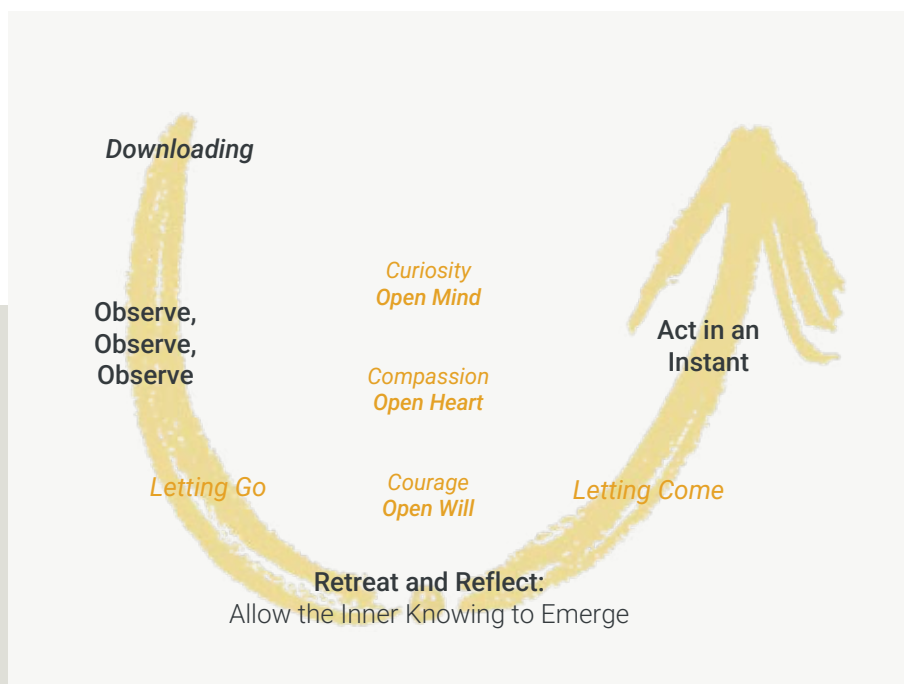 Downloading
Observe,
Observe,
Observe
Letting Go
Curiosity
Open Mind
Compassion
Open Heart
Courage
Open Will
Retreat and Reflect:
Allow the Inner Knowing to Emerge
Letting Come
Act in an
Instant